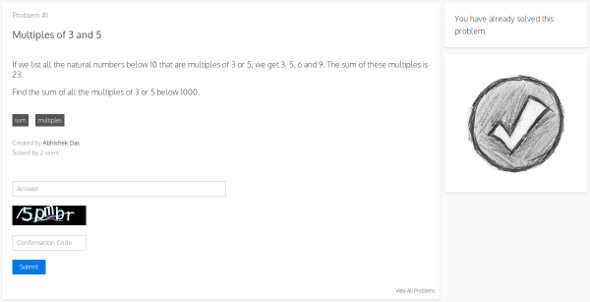 Problem #1
Multiples of 3 and 5
If we list all the natural numbers below 10 that are multiples of 3 or 5, we get 3, 5, 6 and 9. The sum of these multiples is
23.
Find the sum of all the multiples of 3 or 5 below 1000.
sum multiples
Created by Abhishek Das
Solved by 2 users
Answer
Confirmation Code
Submit
View All Problems
You have already solved this
problem.